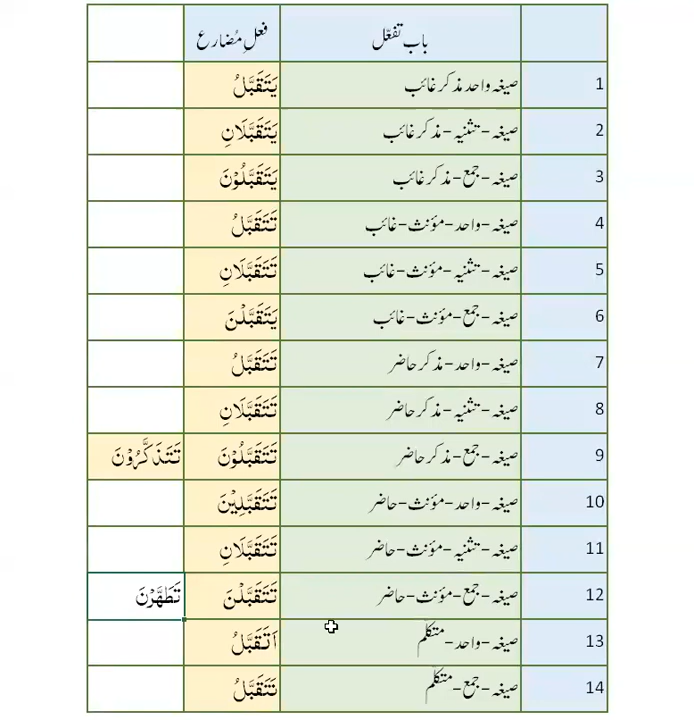 باب تفعّل فعلِ مُضارع
1 صیغہ واحد مذکر غائب يَتَقَبَّلُ
2 صیغہ-تثنیہ-مذکر غائب يَتَقَبَّلَانِ
3 صیغہ-جمع-مذکر غائب يَتَقَبَّلُوْنَ
4 صیغہ-واحد-مؤنث-غائب تَتَقَبَّلُ
5 صیغہ-تثنیہ-مؤنث-غائب تَتَقَبَّلَانِ
6 صیغہ-جمع-مؤنث-غائب يَتَقَبَّلْنَ
7 صیغہ-واحد-مذکر حاضر تَتَقَبَّلُ
8 صیغہ-تثنیہ-مذکر حاضر تَتَقَبَّلَانِ
9 صیغہ-جمع-مذکر حاضر تَتَقَبَّلُوْنَ تَتَذَكَّرُوْنَ
10 صیغہ-واحد-مؤنث-حاضر تَتَقَبَّلِيْنَ
11 صیغہ-تثنیہ-مؤنث-حاضر تَتَقَبَّلَانِ
12 صیغہ-جمع-مؤنث-حاضر تَتَقَبَّلْنَ تَطَهَّرْنَ
13 صیغہ-واحد-متکلّم اَتَقَبَّلُ
14 صیغہ-جمع-متکلّم نَتَقَبَّلُ